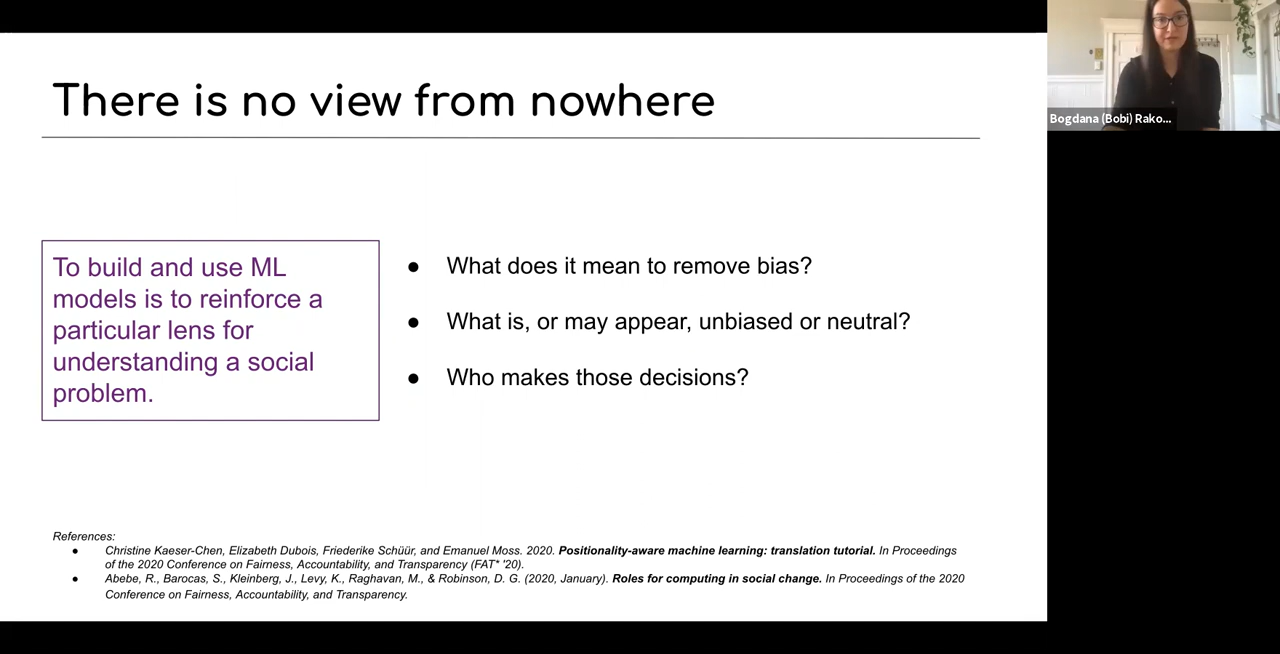 There is no view from nowhere
To build and use ML
models is to reinforce a
particular lens for
understanding a social
problem.
● What does it mean to remove bias?
● What is, or may appear, unbiased or neutral?
● Who makes those decisions?
References:
● Christine Kaeser-Chen, Elizabeth Dubois, Friederike Schüür, and Emanuel Moss. 2020. Positionality-aware machine learning: translation tutorial. In Proceedings
of the 2020 Conference on Fairness, Accountability, and Transparency (FAT* '20).
● Abebe, R., Barocas, S., Kleinberg, J., Levy, K., Raghavan, M., & Robinson, D. G. (2020, January). Roles for computing in social change. In Proceedings of the 2020
Conference on Fairness, Accountability, and Transparency.
Bogdana (Bobi) Rako...